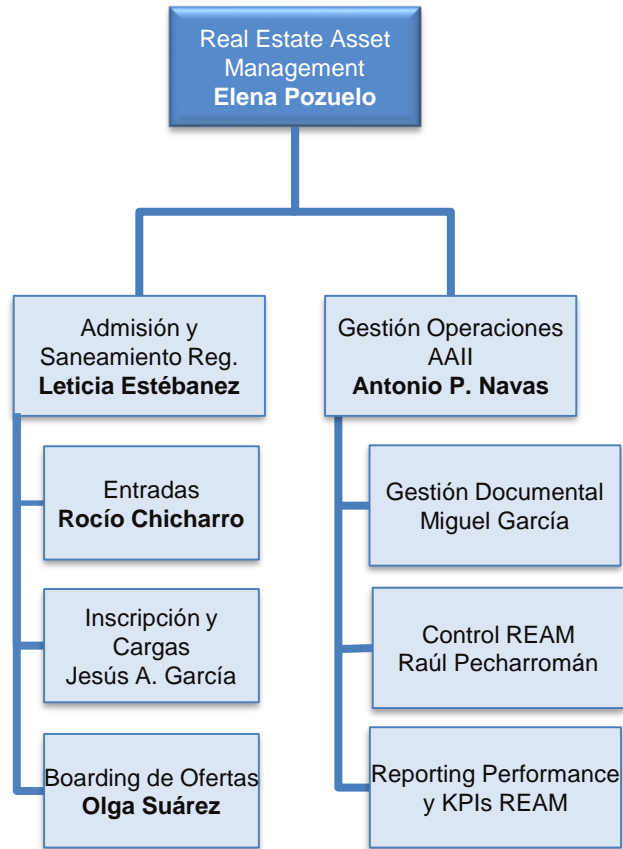 Real Estate Asset
Management
Elena Pozuelo
Admisión y
Saneamiento Reg.
Leticia Estébanez
Entradas
Rocío Chicharro
Inscripción y
Cargas
Jesús A. García
Boarding de Ofertas
Olga Suárez
Gestión Operaciones
AAII
Antonio P. Navas
Gestión Documental
Miguel García
Control REAM
Raúl Pecharromán
Reporting Performance
y KPIs REAM